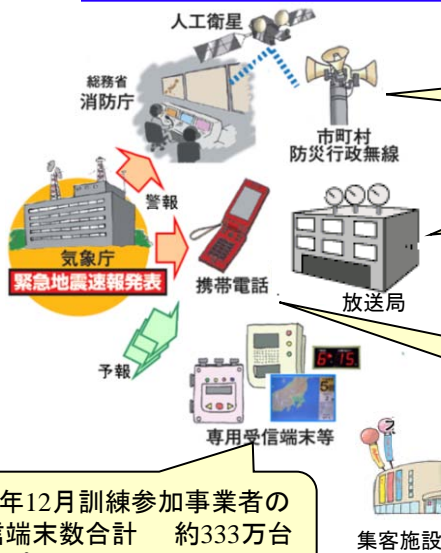 人工衛星
総務省
消防庁
市町村
防災行政無線
警報
気象庁
緊急地震速報発表
携帯電話
放送局
予報
6:15
専用受信端末等
年12月訓練参加事業者の
信端末数合計 約333万台
集客施設